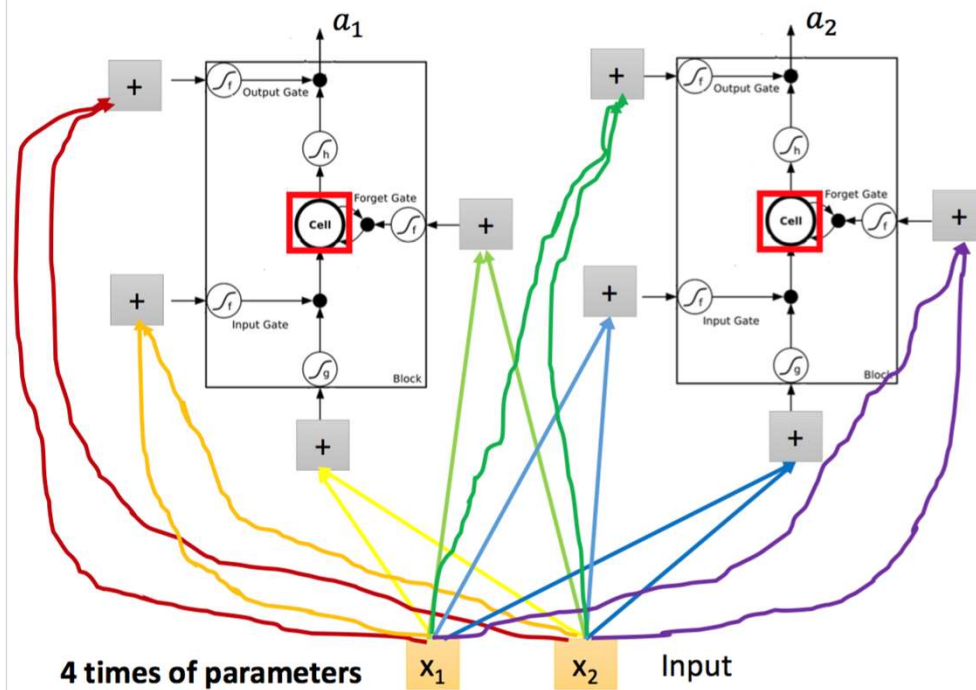 a₁
a₂
+
+
f
Output Gate
f
Output Gate
h
h
Forget Gate
Forget Gate
Cell
f
+
Cell
f
+
+
f
Input Gate
+
f
Input Gate
g
Block
g
Block
+
+
4 times of parameters
x₁
x₂
Input